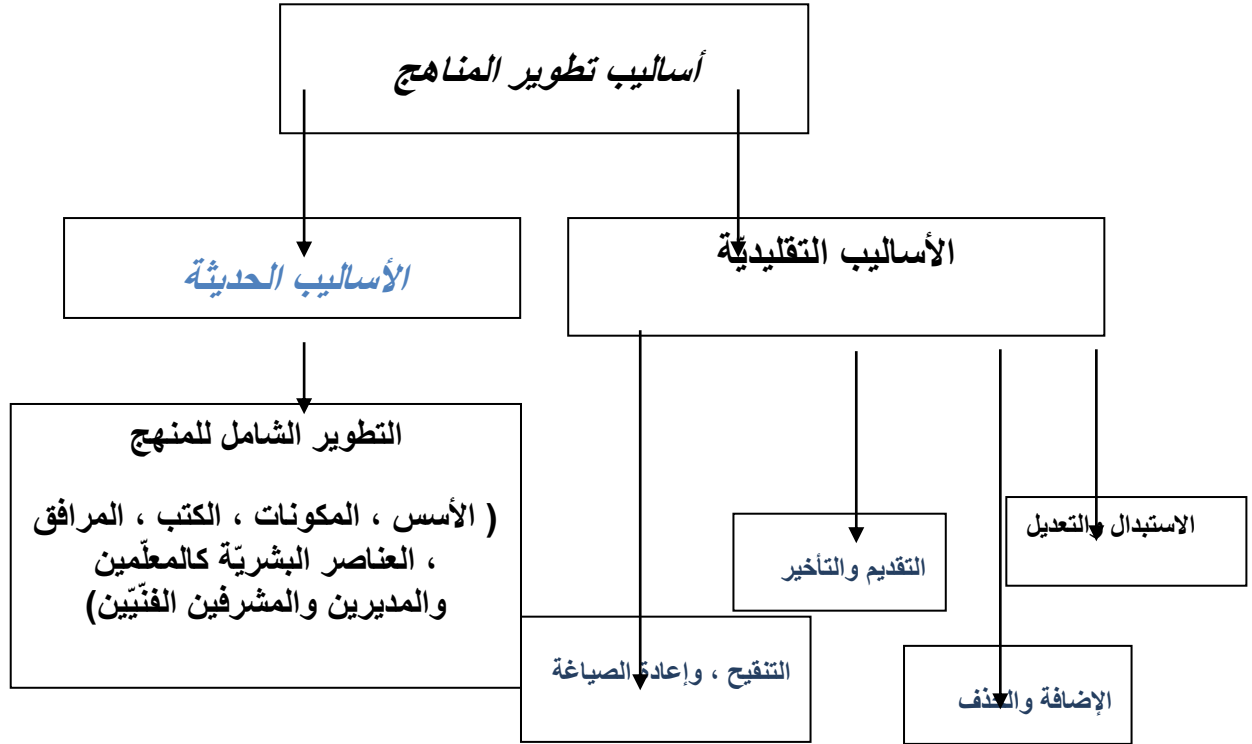 أساليب تطوير المناهج
الأساليب التقليديّة
الأساليب الحديثة
التطوير الشامل للمنهج
( الأسس ، المكونات ، الكتب ، المرافق
، العناصر البشريّة كالمعلّمين
والمديرين والمشرفين الفنّيّين)
الاستبدال والتعديل
التقديم والتأخير
التنقيح ، وإعادة الصياغة
الإضافة والحذف